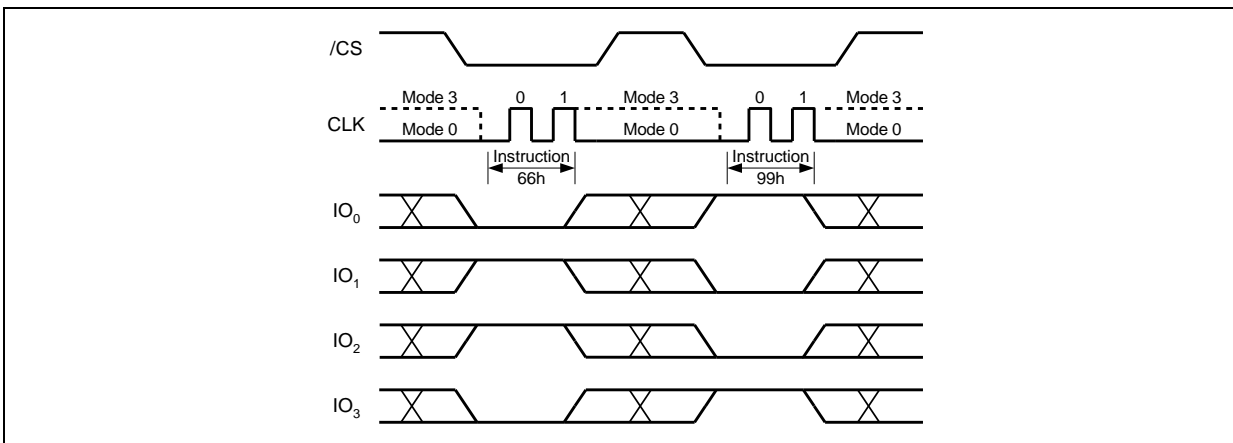 /CS
Mode 3 0 1 Mode 3 0 1 Mode 3
CLK
Mode 0 Mode 0 Mode 0
Instruction Instruction
66h 99h
IO0
IO1
IO2
IO3